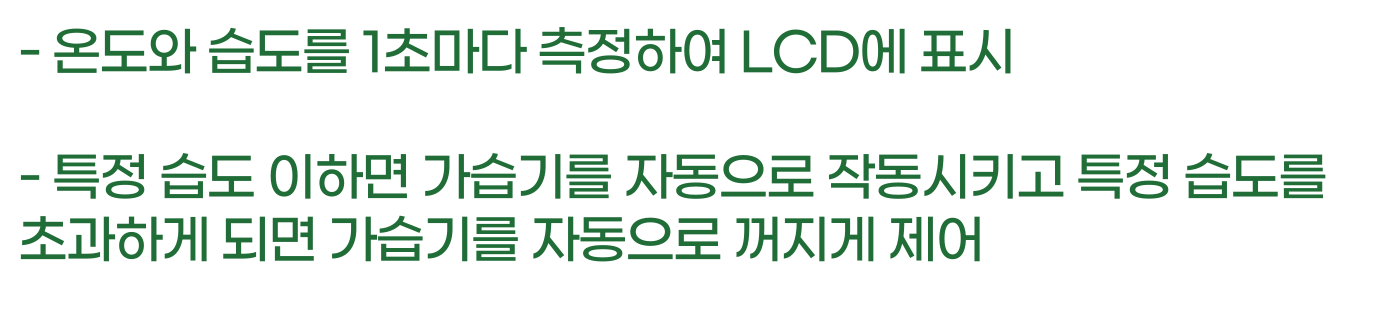 - 온도와 습도를 1초마다 측정하여 LCD에 표시
- 특정 습도 이하면 가습기를 자동으로 작동시키고 특정 습도를
초과하게 되면 가습기를 자동으로 꺼지게 제어